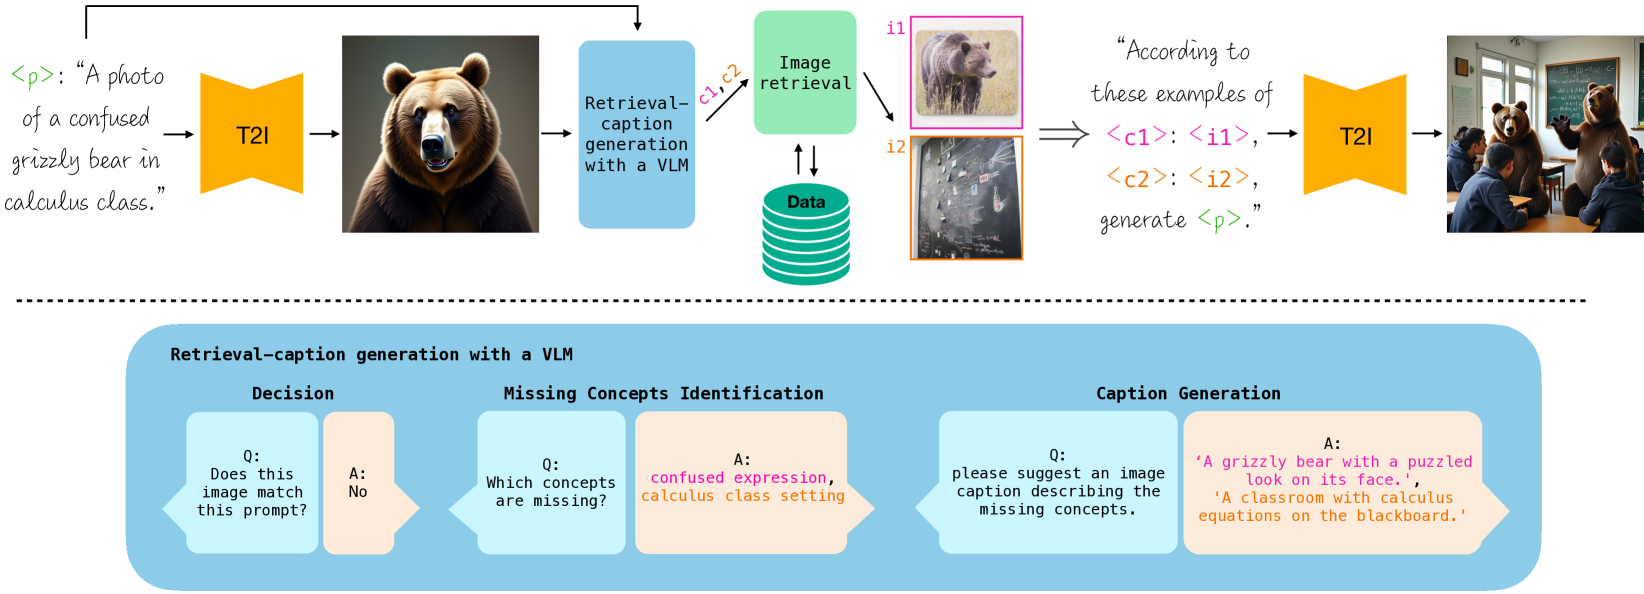 <p>: “A photo
of a confused
grizzly bear in
calculus class.”
T2I
Retrieval-
caption
generation
with a VLM
c1,c2
Image
retrieval
Data
i1
i2
“According to
these examples of
<c1>: <i1>,
<c2>: <i2>,
generate <p>.”
T2I
Retrieval-caption generation with a VLM
Decision
Q:
Does this
image match
this prompt?
A:
No
Missing Concepts Identification
Q:
Which concepts
are missing?
A:
confused expression,
calculus class setting
Caption Generation
Q:
please suggest an image
caption describing the
missing concepts.
A:
‘A grizzly bear with a puzzled
look on its face.',
'A classroom with calculus
equations on the blackboard.'